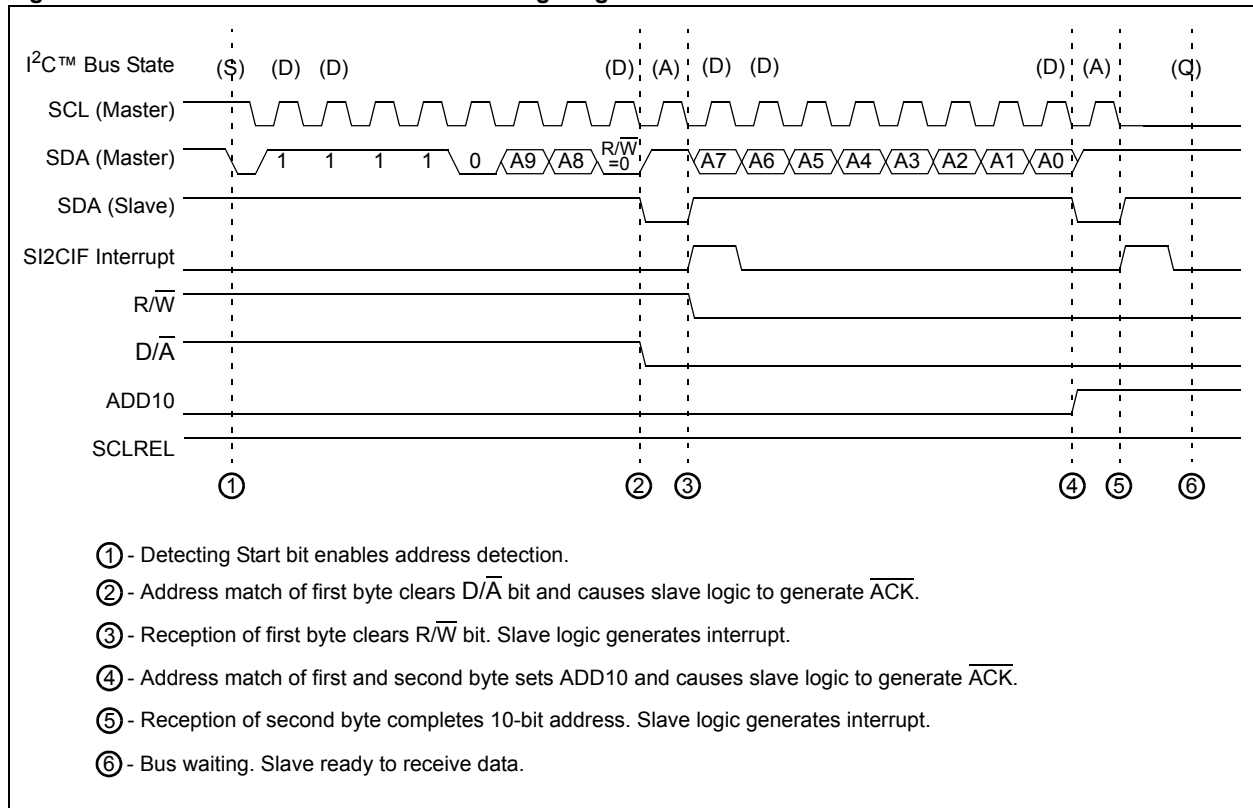 I²C™ Bus State (S) (D) (D) (D) (A) (D) (D) (D) (A) (Q)
SCL (Master)
SDA (Master) 1 1 1 1 0 A9 A8 R/W̅ =0 A7 A6 A5 A4 A3 A2 A1 A0
SDA (Slave)
SI2CIF Interrupt
R/W̅
D/A̅
ADD10
SCLREL
1 2 3 4 5 6
① - Detecting Start bit enables address detection.
② - Address match of first byte clears D/A̅ bit and causes slave logic to generate A̅C̅K̅.
③ - Reception of first byte clears R/W̅ bit. Slave logic generates interrupt.
④ - Address match of first and second byte sets ADD10 and causes slave logic to generate A̅C̅K̅.
⑤ - Reception of second byte completes 10-bit address. Slave logic generates interrupt.
⑥ - Bus waiting. Slave ready to receive data.